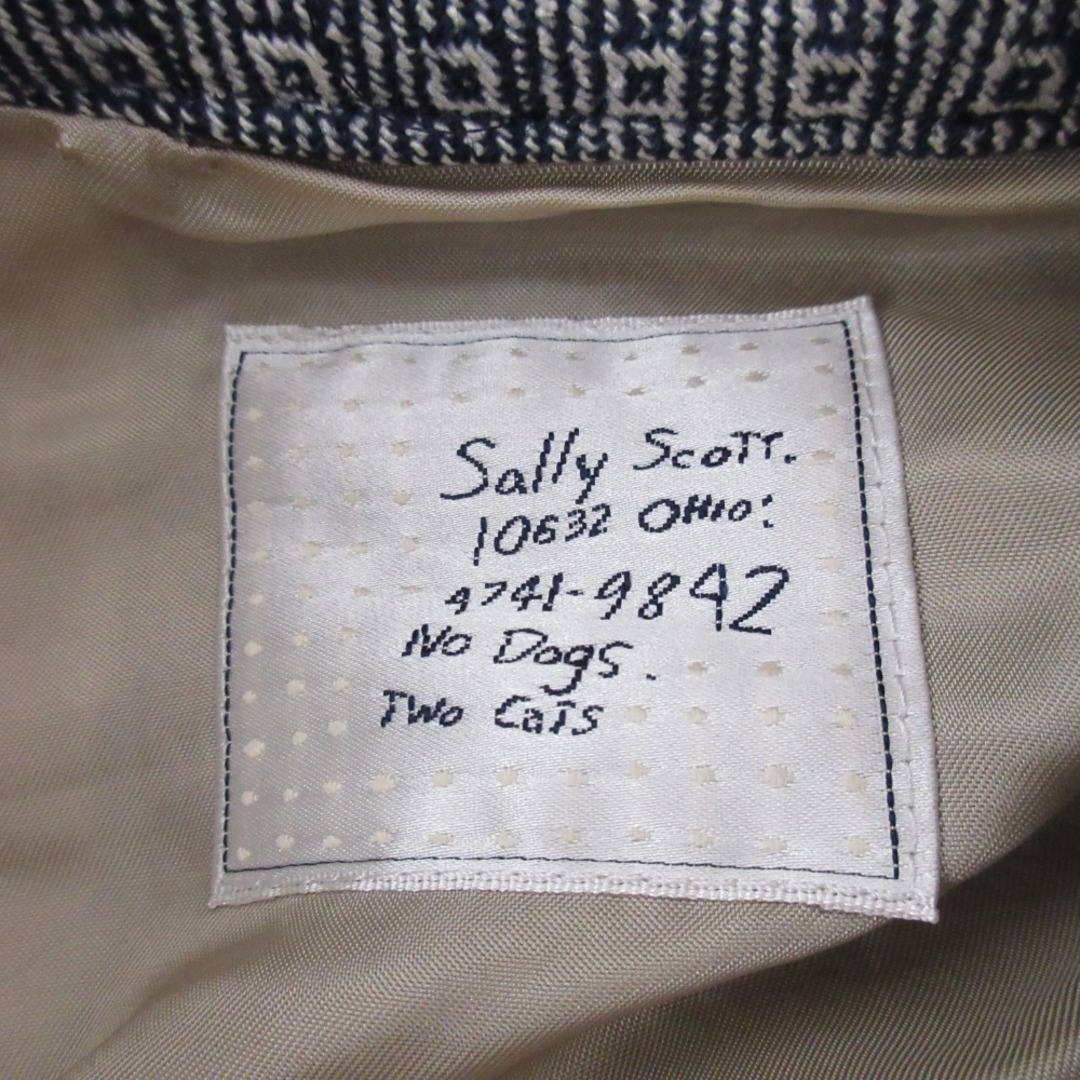 Sally Scott.
10632 Ohio:
4741-9842
No Dogs.
Two Cats